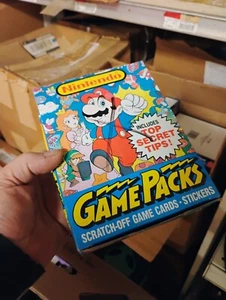 Nintendo
INCLUDES
TOP
SECRET
TIPS!
GAME PACKS
SCRATCH-OFF GAME CARDS • STICKERS